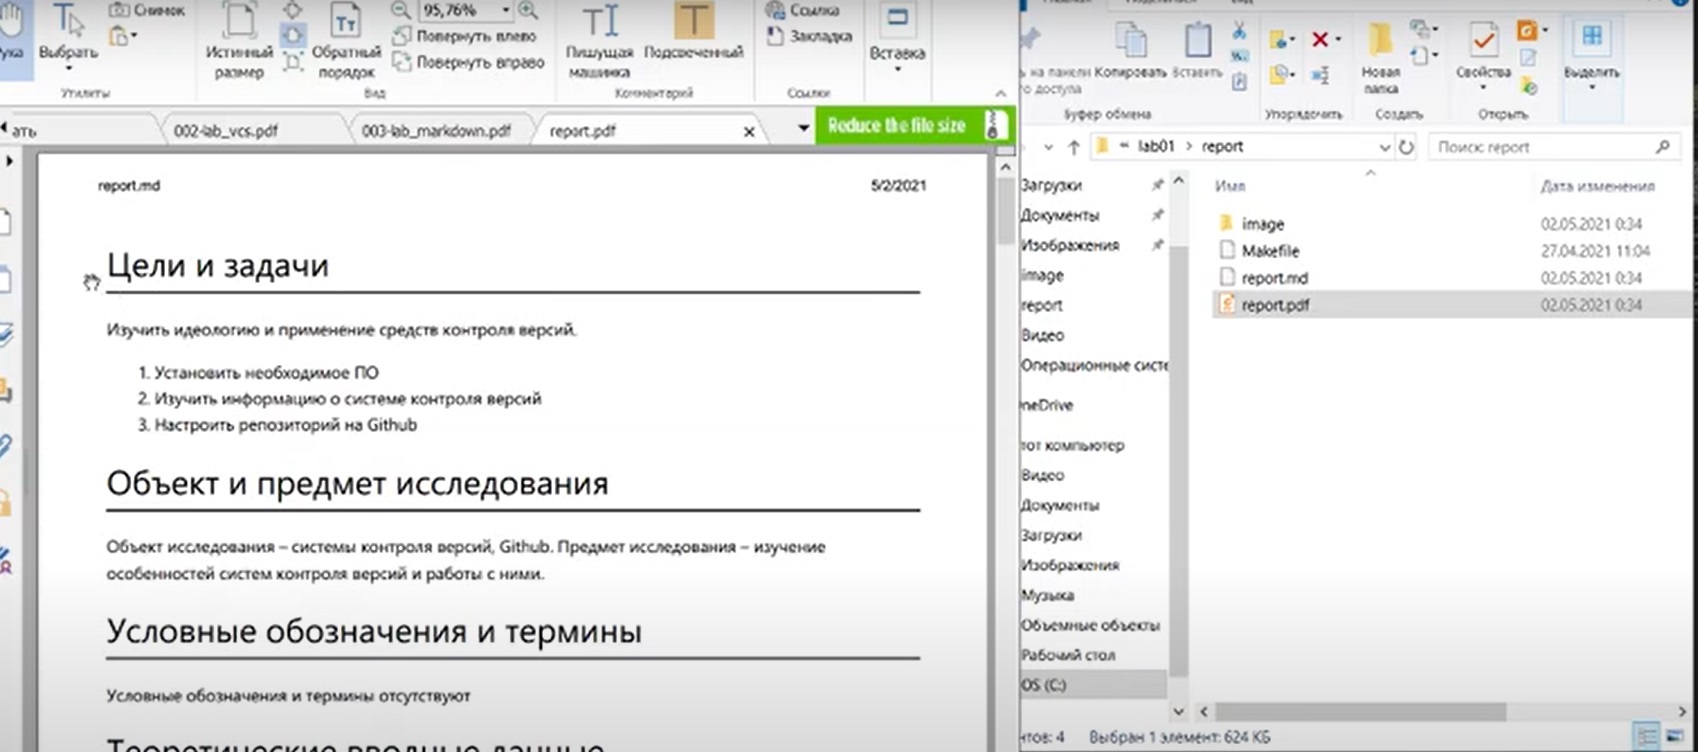 Снимок
95,76%
Выбрать
Истинный размер
Обратный порядок
Повернуть влево
Повернуть вправо
Пишущая машинка
Подсвеченный
Ссылка
Закладка
Вставка
Утилиты
Вид
Комментарий
Ссылки
ать
002-lab_vcs.pdf
003-lab_markdown.pdf
report.pdf
Reduce the file size
report.md
5/2/2021
Цели и задачи
Изучить идеологию и применение средств контроля версий.
1. Установить необходимое ПО
2. Изучить информацию о системе контроля версий
3. Настроить репозиторий на Github
Объект и предмет исследования
Объект исследования – системы контроля версий, Github. Предмет исследования – изучение
особенностей систем контроля версий и работы с ними.
Условные обозначения и термины
Условные обозначения и термины отсутствуют
Теоретические вводные данные
ь на панели
го доступа
Копировать
Вставить
Новая папка
Свойства
Выделить
Буфер обмена
Упорядочить
Создать
Открыть
« lab01 › report
Поиск: report
Загрузки
Документы
Изображения
image
report
Видео
Операционные систе
neDrive
тот компьютер
Видео
Документы
Загрузки
Изображения
Музыка
Объемные объекты
Рабочий стол
OS (C:)
Имя
Дата изменения
image
02.05.2021 0:34
Makefile
27.04.2021 11:04
report.md
02.05.2021 0:34
report.pdf
02.05.2021 0:34
нтов: 4
Выбран 1 элемент: 624 КБ